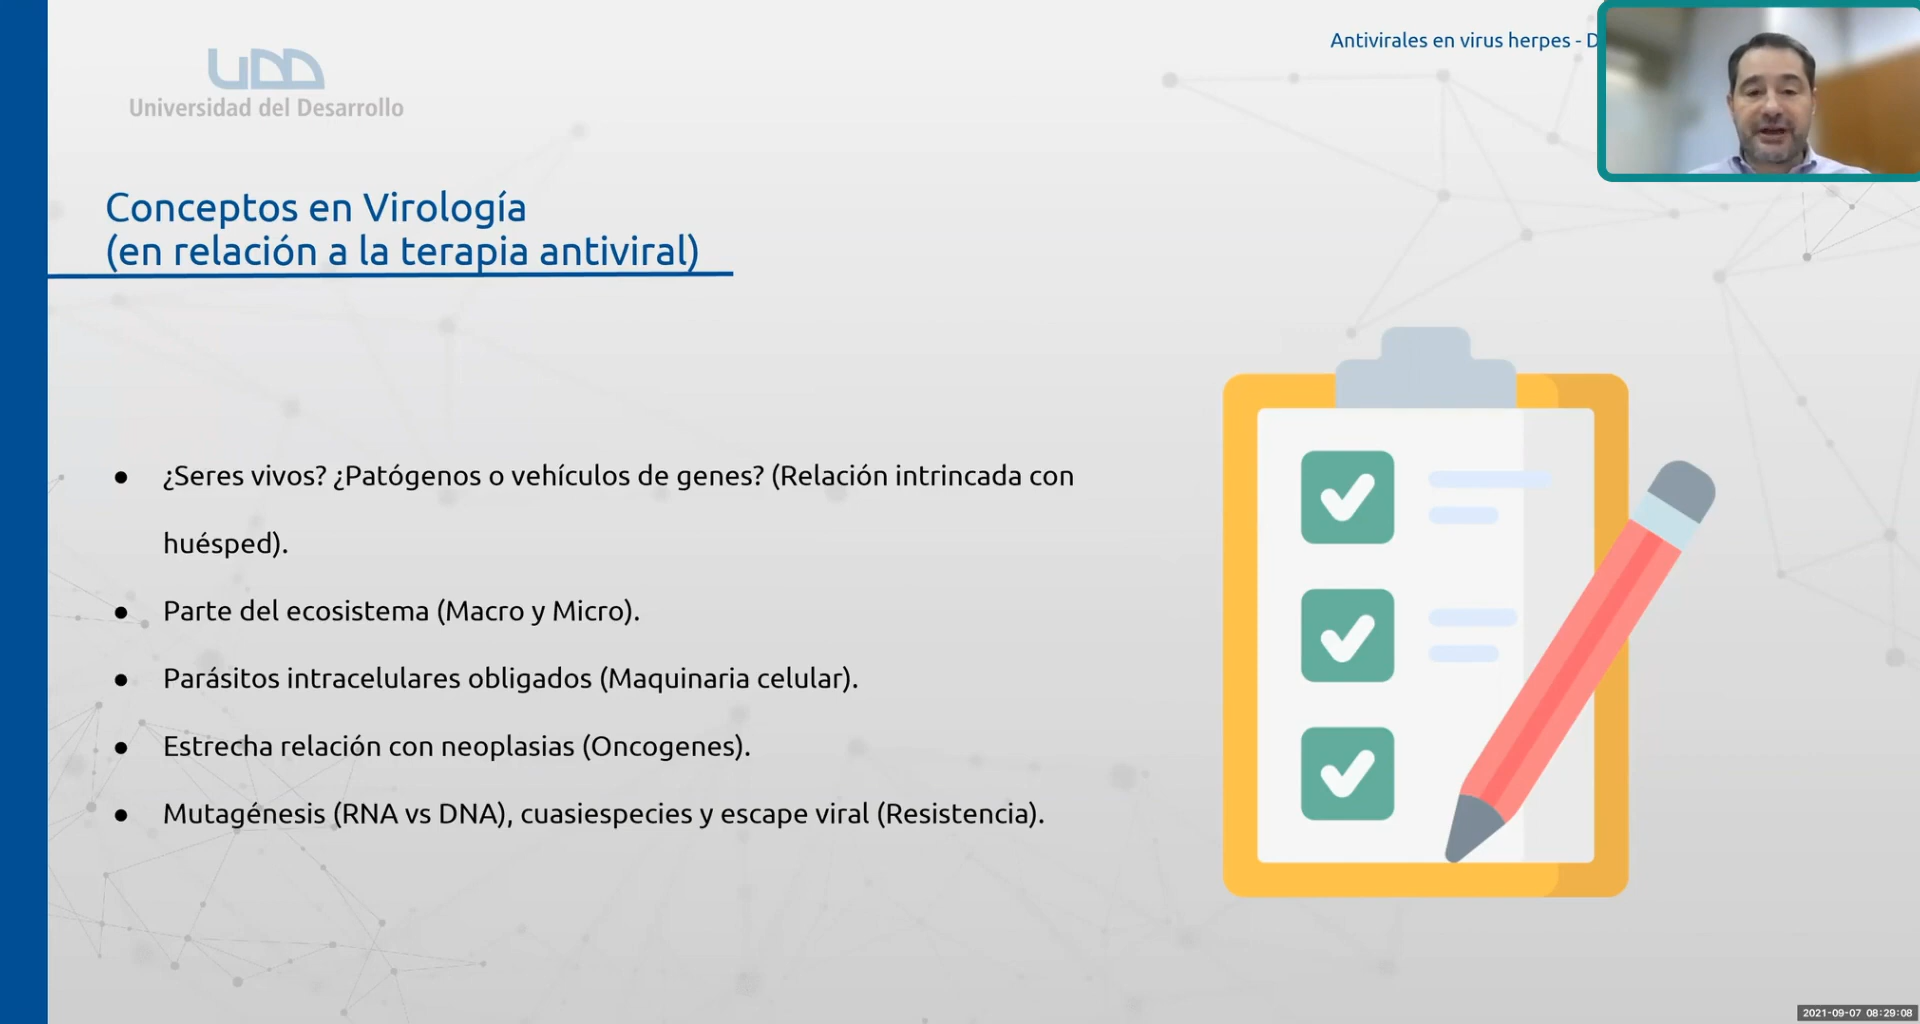 Antivirales en virus herpes - D
UDD
Universidad del Desarrollo
Conceptos en Virología
(en relación a la terapia antiviral)
● ¿Seres vivos? ¿Patógenos o vehículos de genes? (Relación intrincada con
huésped).
● Parte del ecosistema (Macro y Micro).
● Parásitos intracelulares obligados (Maquinaria celular).
● Estrecha relación con neoplasias (Oncogenes).
● Mutagénesis (RNA vs DNA), cuasiespecies y escape viral (Resistencia).
2021-09-07 08:29:08